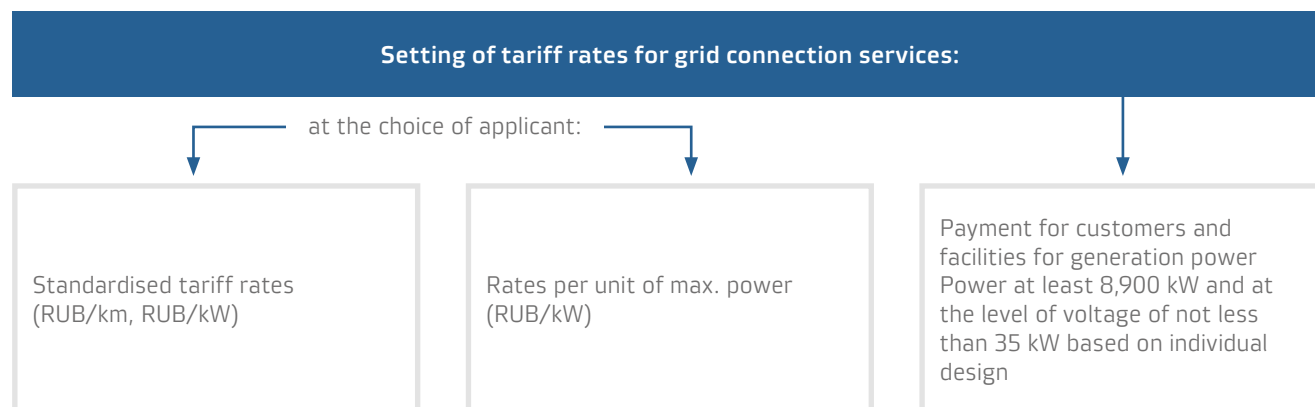 Setting of tariff rates for grid connection services:
at the choice of applicant:
Standardised tariff rates
(RUB/km, RUB/kW)
Rates per unit of max. power
(RUB/kW)
Payment for customers and
facilities for generation power
Power at least 8,900 kW and at
the level of voltage of not less
than 35 kW based on individual
design